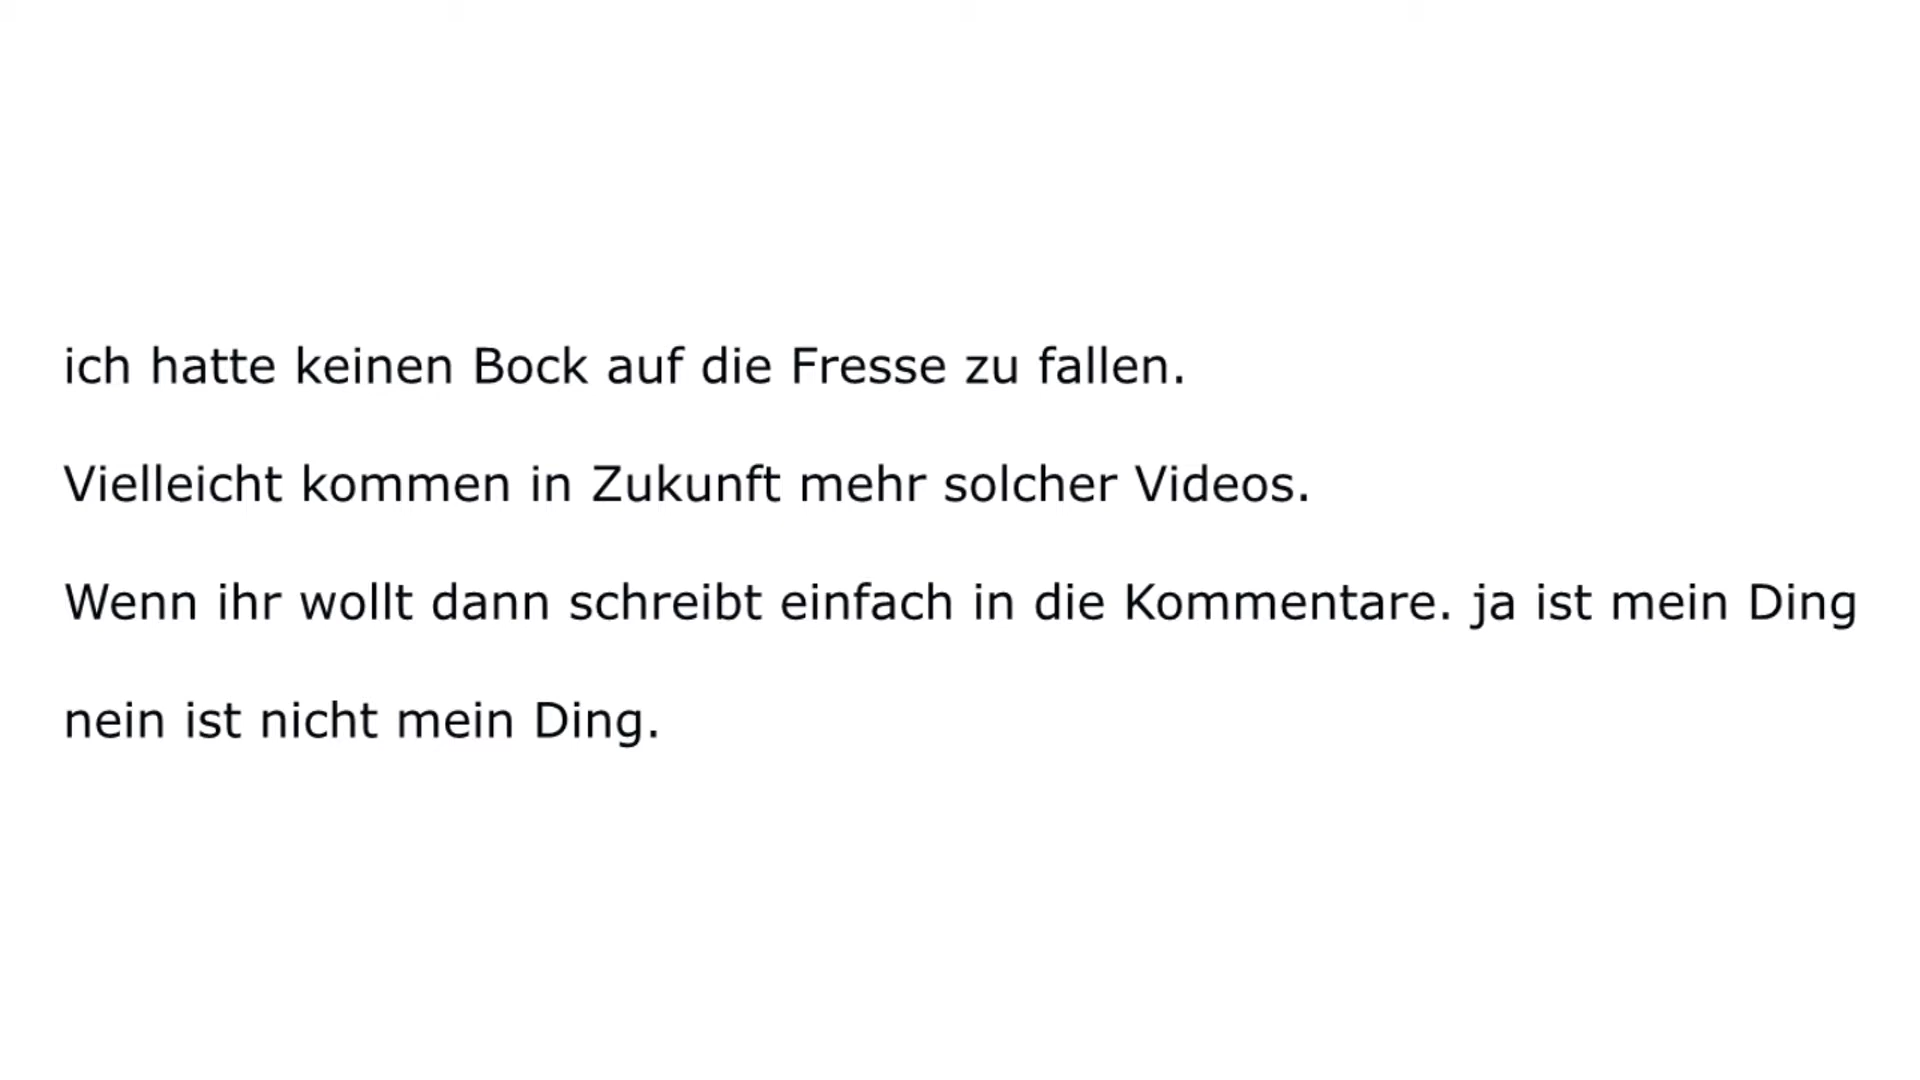 ich hatte keinen Bock auf die Fresse zu fallen.
Vielleicht kommen in Zukunft mehr solcher Videos.
Wenn ihr wollt dann schreibt einfach in die Kommentare. ja ist mein Ding
nein ist nicht mein Ding.